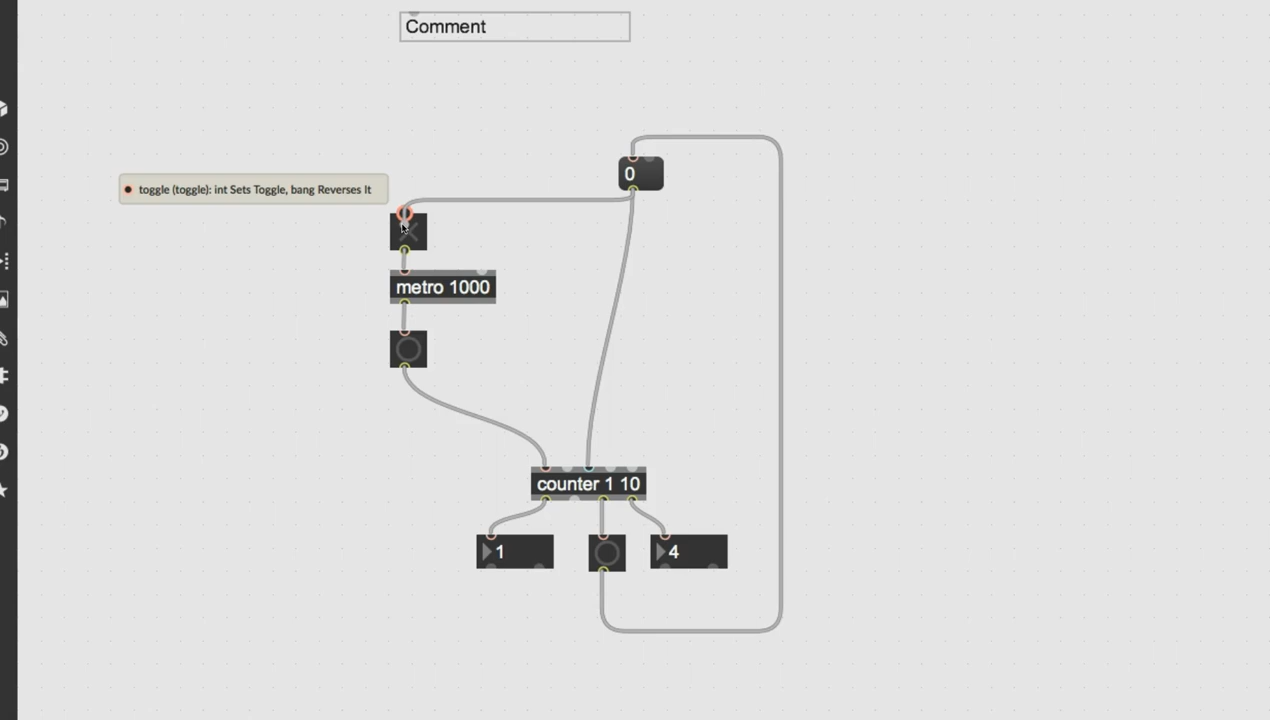 Comment
0
toggle (toggle): int Sets Toggle, bang Reverses It
metro 1000
counter 1 10
1
4